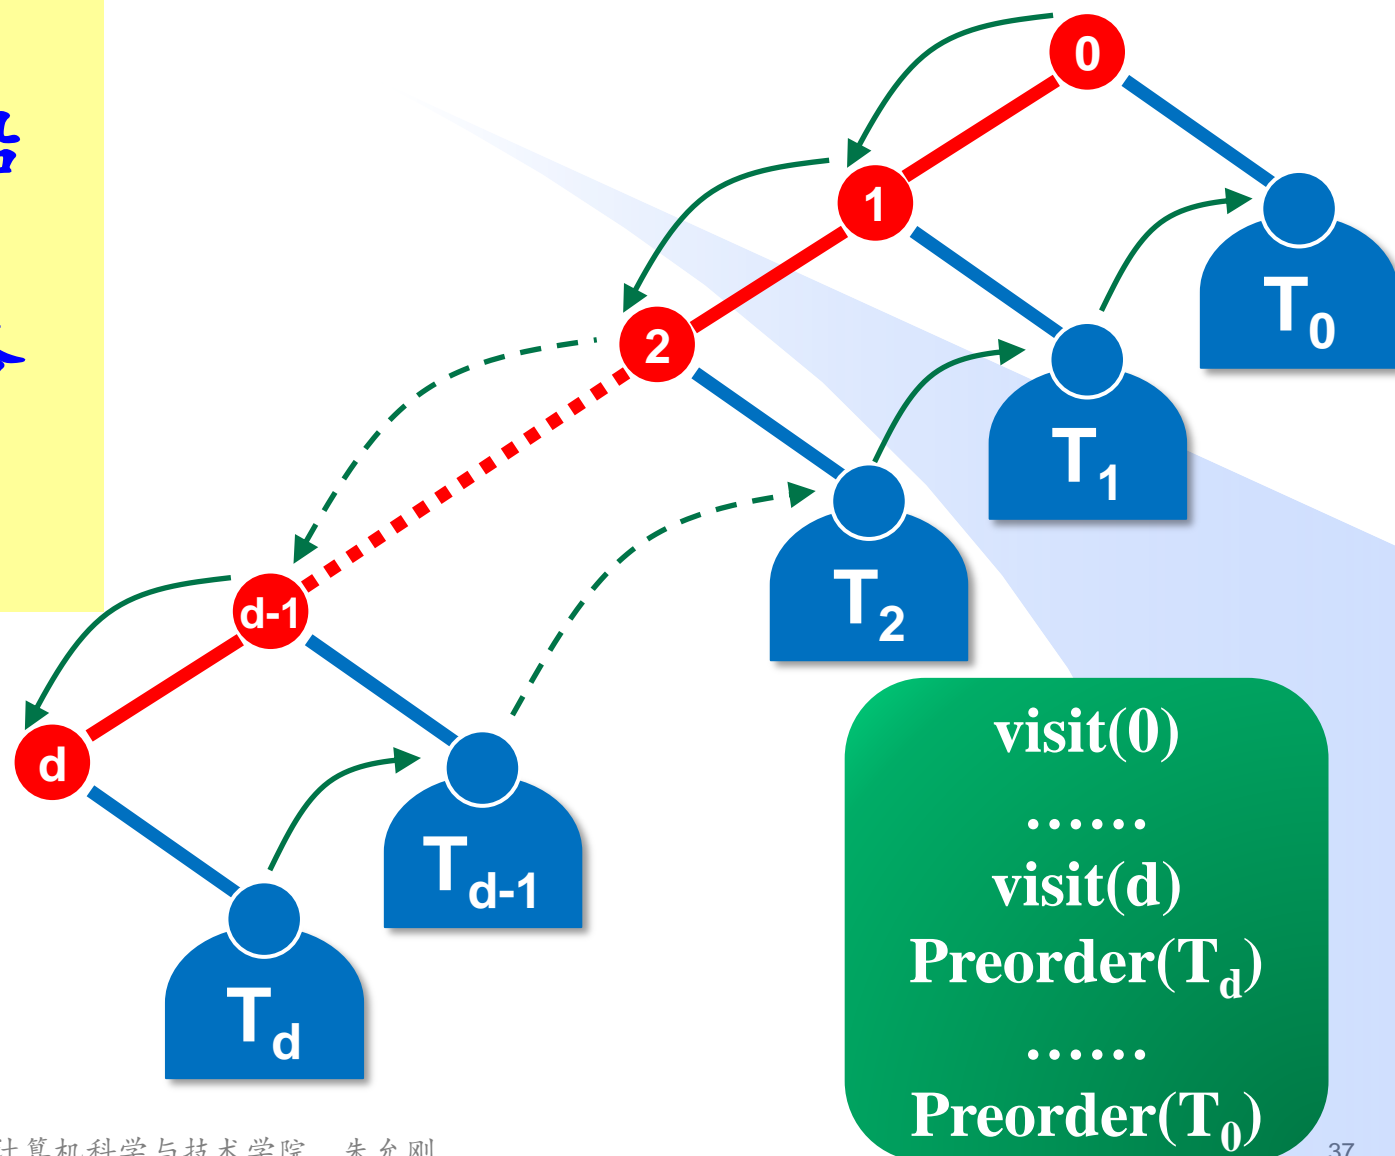 0
1
2
d-1
d
T0
T1
T2
Td-1
Td
visit(0)
……
visit(d)
Preorder(Td)
……
Preorder(T0)
计算机科学与技术学院 朱允刚
37